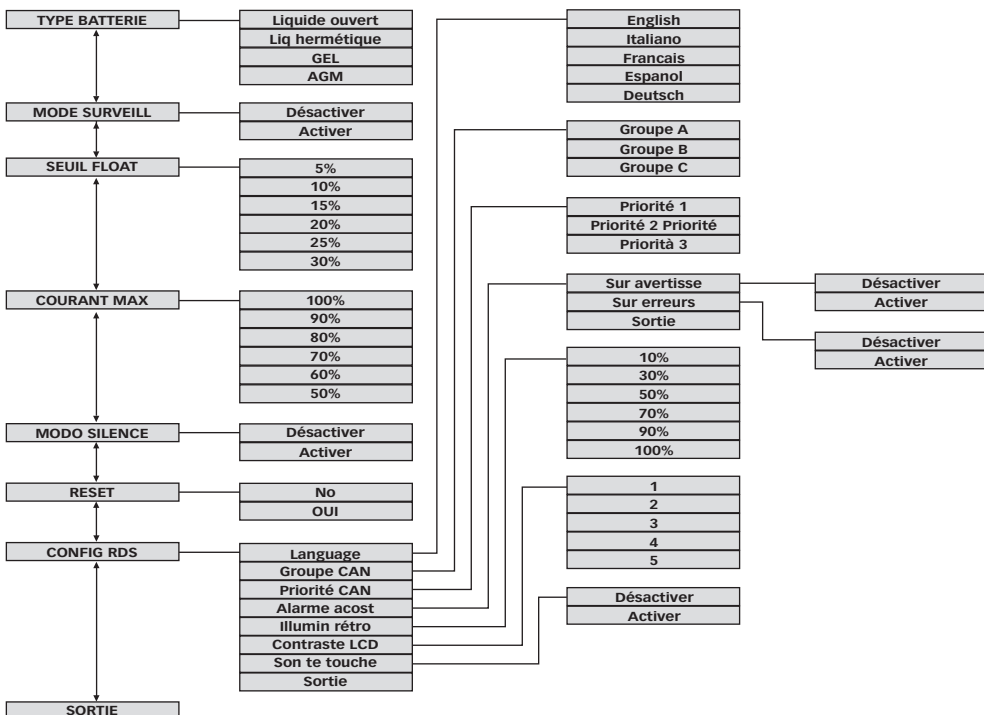 TYPE BATTERIE
Liquide ouvert
Liq hermétique
GEL
AGM
MODE SURVEILL
Désactiver
Activer
SEUIL FLOAT
5%
10%
15%
20%
25%
30%
COURANT MAX
100%
90%
80%
70%
60%
50%
MODO SILENCE
Désactiver
Activer
RESET
No
OUI
CONFIG RDS
Language
Groupe CAN
Priorité CAN
Alarme acost
Illumin rétro
Contraste LCD
Son te touche
Sortie
SORTIE
English
Italiano
Francais
Espanol
Deutsch
Groupe A
Groupe B
Groupe C
Priorité 1
Priorité 2 Priorité
Priorità 3
Sur avertisse
Sur erreurs
Sortie
Désactiver
Activer
Désactiver
Activer
10%
30%
50%
70%
90%
100%
1
2
3
4
5
Désactiver
Activer